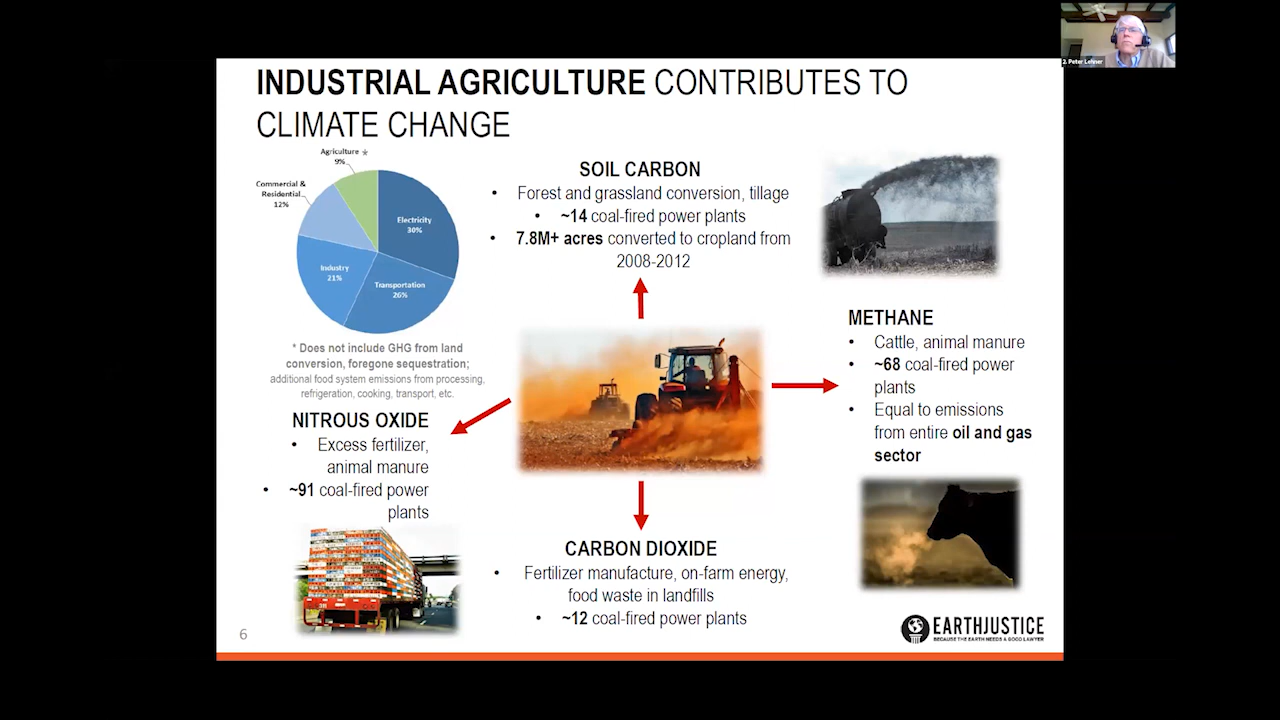 2. Peter Lehner
INDUSTRIAL AGRICULTURE CONTRIBUTES TO
CLIMATE CHANGE
Agriculture *
9%
Commercial &
Residential
12%
Electricity
30%
Industry
21%
Transportation
26%
* Does not include GHG from land
conversion, foregone sequestration;
additional food system emissions from processing,
refrigeration, cooking, transport, etc.
SOIL CARBON
• Forest and grassland conversion, tillage
• ~14 coal-fired power plants
• 7.8M+ acres converted to cropland from
2008-2012
METHANE
• Cattle, animal manure
• ~68 coal-fired power
plants
• Equal to emissions
from entire oil and gas
sector
NITROUS OXIDE
• Excess fertilizer,
animal manure
• ~91 coal-fired power
plants
CARBON DIOXIDE
• Fertilizer manufacture, on-farm energy,
food waste in landfills
• ~12 coal-fired power plants
6
EARTHJUSTICE
BECAUSE THE EARTH NEEDS A GOOD LAWYER